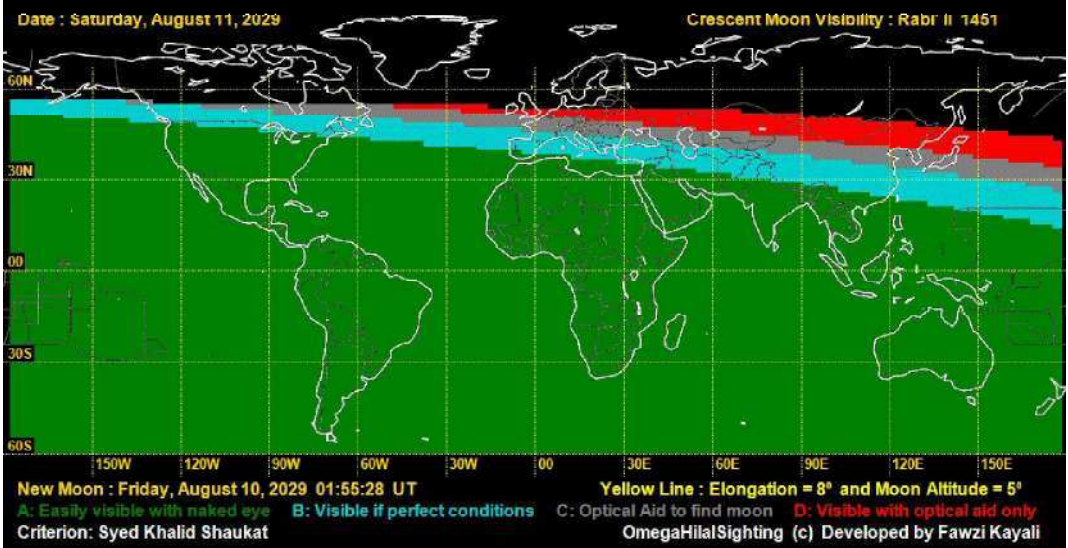 Date : Saturday, August 11, 2029 Crescent Moon Visibility : Rabi' II 1451
60N
30N
00
30S
60S
150W 120W 90W 60W 30W 00 30E 60E 90E 120E 150E
New Moon : Friday, August 10, 2029 01:55:28 UT Yellow Line : Elongation = 8º and Moon Altitude = 5º
A: Easily visible with naked eye B: Visible if perfect conditions C: Optical Aid to find moon D: Visible with optical aid only
Criterion: Syed Khalid Shaukat OmegaHilalSighting (c) Developed by Fawzi Kayali